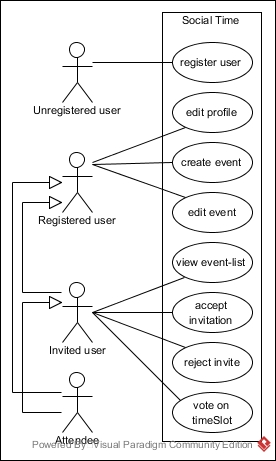 Social Time
register user
Unregistered user
edit profile
create event
Registered user
edit event
view event-list
accept
invitation
Invited user
reject invite
vote on
timeSlot
Attendee
Powered By Visual Paradigm Community Edition